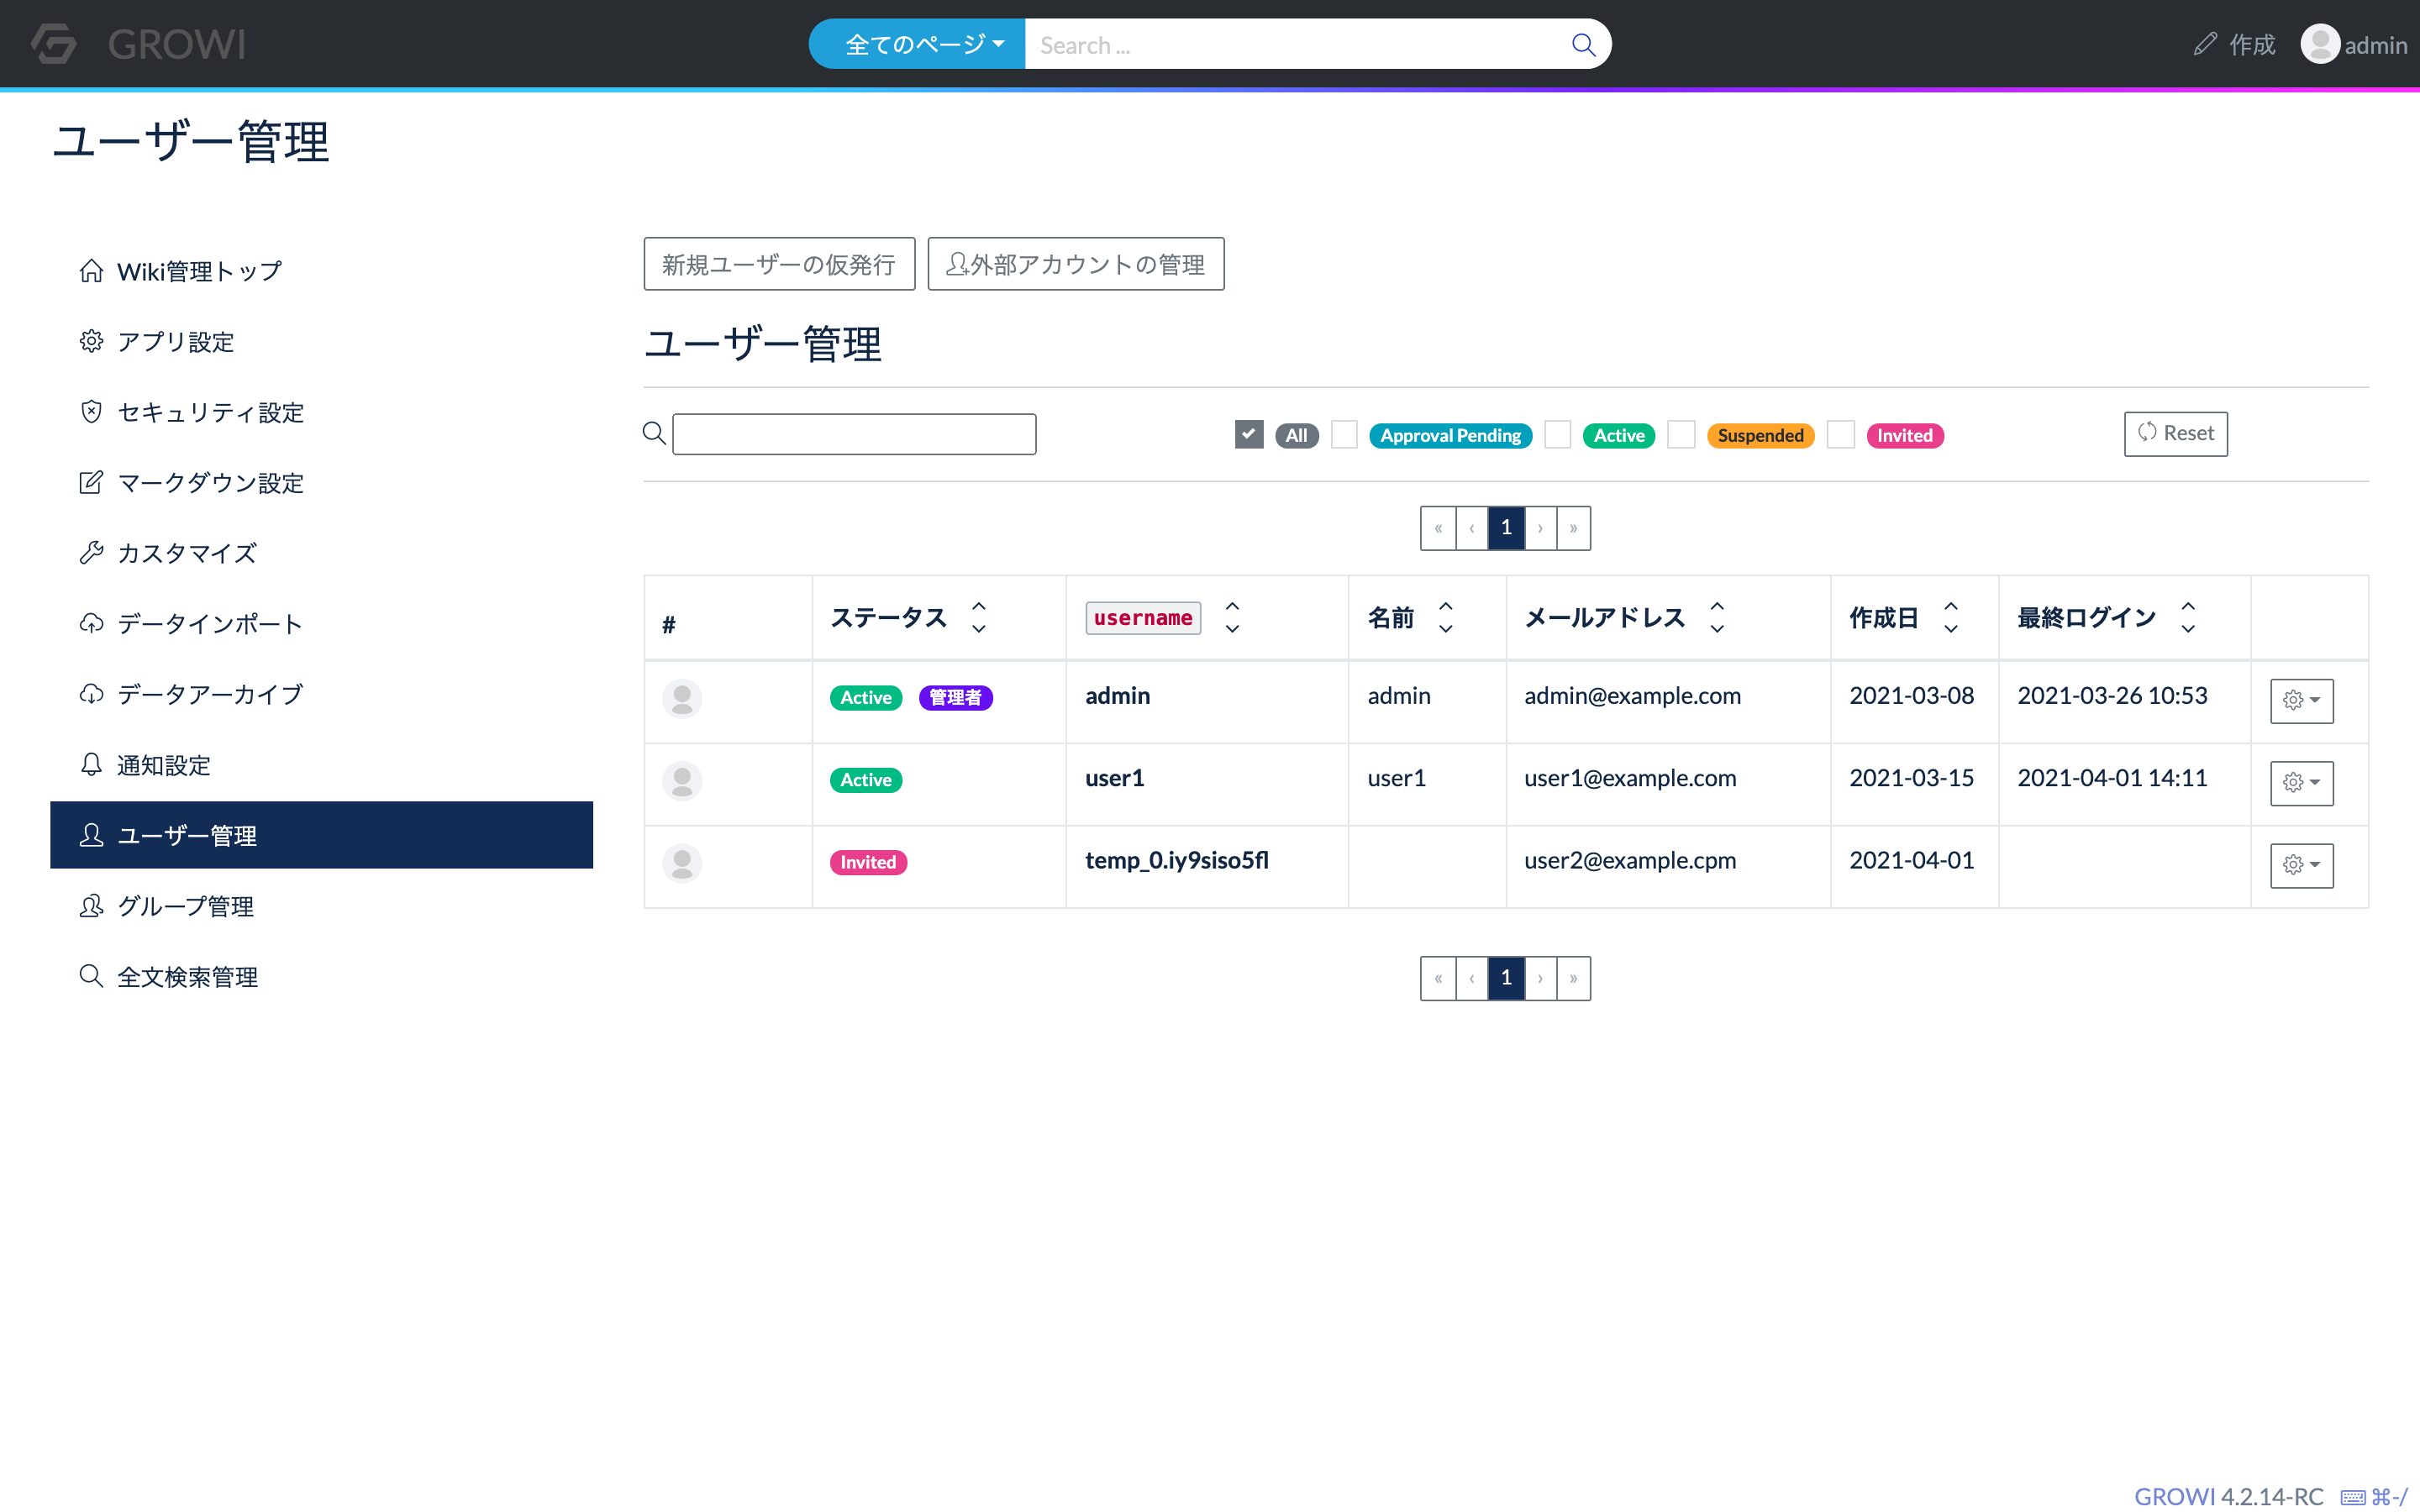 GROWI
全てのページ
Search ...
作成
admin
ユーザー管理
Wiki管理トップ
アプリ設定
セキュリティ設定
マークダウン設定
カスタマイズ
データインポート
データアーカイブ
通知設定
ユーザー管理
グループ管理
全文検索管理
新規ユーザーの仮発行
外部アカウントの管理
ユーザー管理
All Approval Pending Active Suspended Invited
Reset
« ‹ 1 › »
# ステータス username 名前 メールアドレス 作成日 最終ログイン
Active 管理者 admin admin admin@example.com 2021-03-08 2021-03-26 10:53
Active user1 user1 user1@example.com 2021-03-15 2021-04-01 14:11
Invited temp_0.iy9siso5fl user2@example.cpm 2021-04-01
« ‹ 1 › »
GROWI 4.2.14-RC ⌘-/